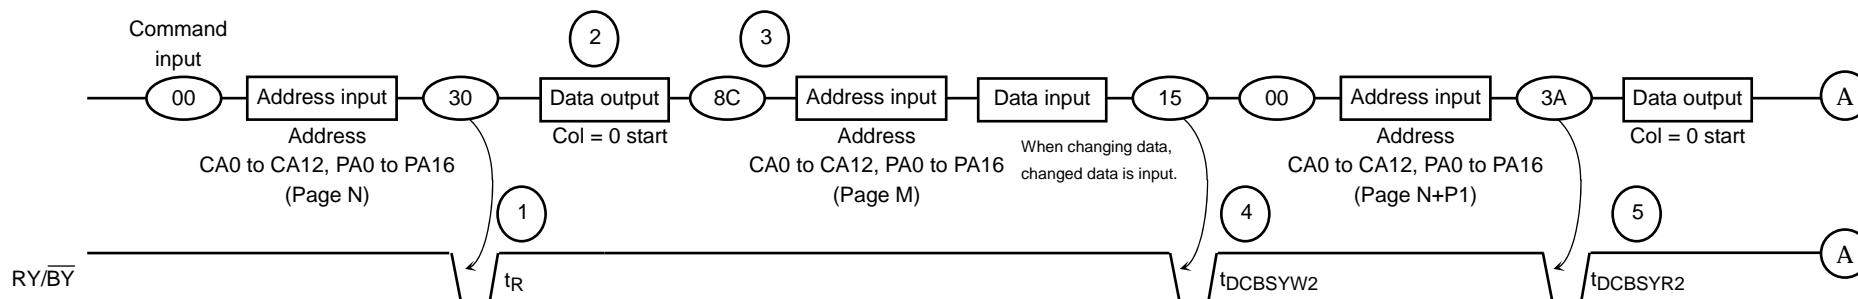 Command
input
2
3
00
Address input
30
Data output
8C
Address input
Data input
15
00
Address input
3A
Data output
A
Address
CA0 to CA12, PA0 to PA16
(Page N)
Col = 0 start
Address
CA0 to CA12, PA0 to PA16
(Page M)
When changing data,
changed data is input.
Address
CA0 to CA12, PA0 to PA16
(Page N+P1)
Col = 0 start
1
4
5
RY/BY
tR
tDCBSYW2
tDCBSYR2
A